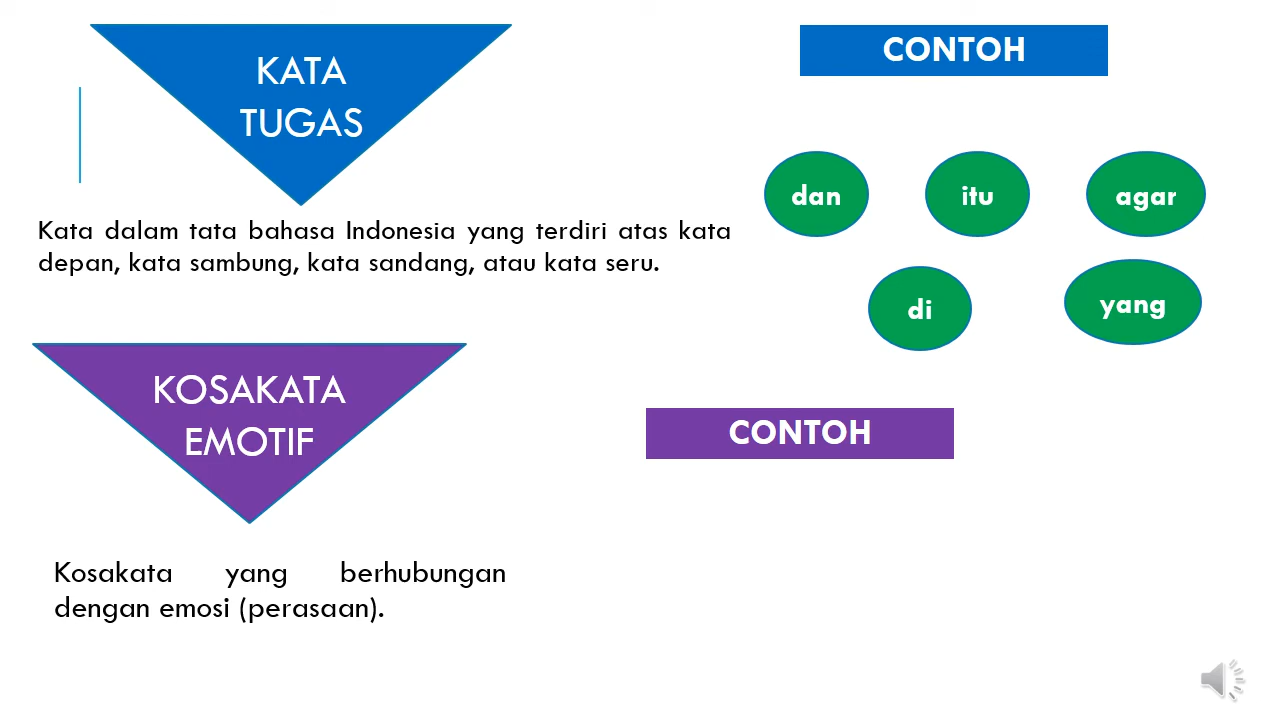 KATA
TUGAS
Kata dalam tata bahasa Indonesia yang terdiri atas kata
depan, kata sambung, kata sandang, atau kata seru.
CONTOH
dan
itu
agar
di
yang
KOSAKATA
EMOTIF
Kosakata yang berhubungan
dengan emosi (perasaan).
CONTOH